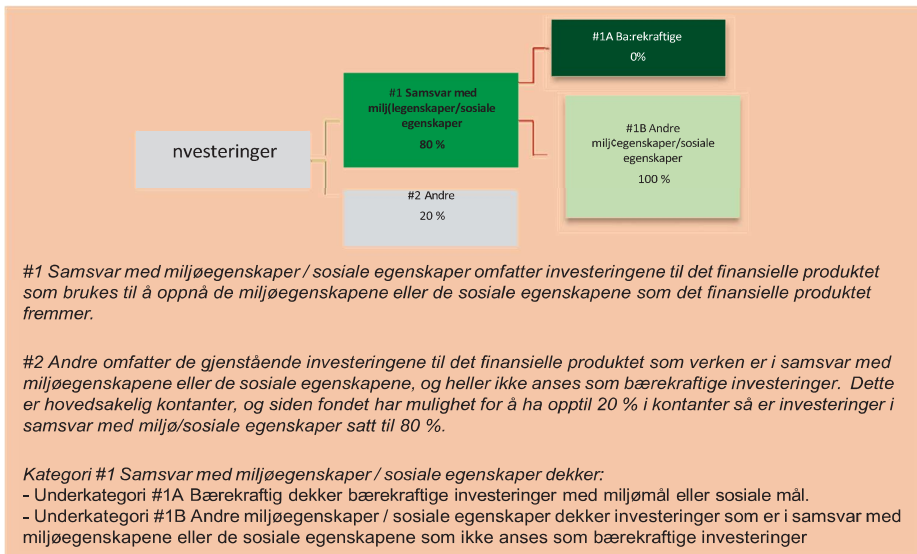 #1A Ba:rekraftige
0%
#1 Samsvar med
milj(legenskaper/sosiale
egenskaper
80 %
#1B Andre
milj¢egenskaper/sosiale
egenskaper
100 %
nvesteringer
#2 Andre
20 %
#1 Samsvar med miljøegenskaper / sosiale egenskaper omfatter investeringene til det finansielle produktet
som brukes til å oppnå de miljøegenskapene eller de sosiale egenskapene som det finansielle produktet
fremmer.
#2 Andre omfatter de gjenstående investeringene til det finansielle produktet som verken er i samsvar med
miljøegenskapene eller de sosiale egenskapene, og heller ikke anses som bærekraftige investeringer. Dette
er hovedsakelig kontanter, og siden fondet har mulighet for å ha opptil 20 % i kontanter så er investeringer i
samsvar med miljø/sosiale egenskaper satt til 80 %.
Kategori #1 Samsvar med miljøegenskaper / sosiale egenskaper dekker:
- Underkategori #1A Bærekraftig dekker bærekraftige investeringer med miljømål eller sosiale mål.
- Underkategori #1B Andre miljøegenskaper / sosiale egenskaper dekker investeringer som er i samsvar med
miljøegenskapene eller de sosiale egenskapene som ikke anses som bærekraftige investeringer